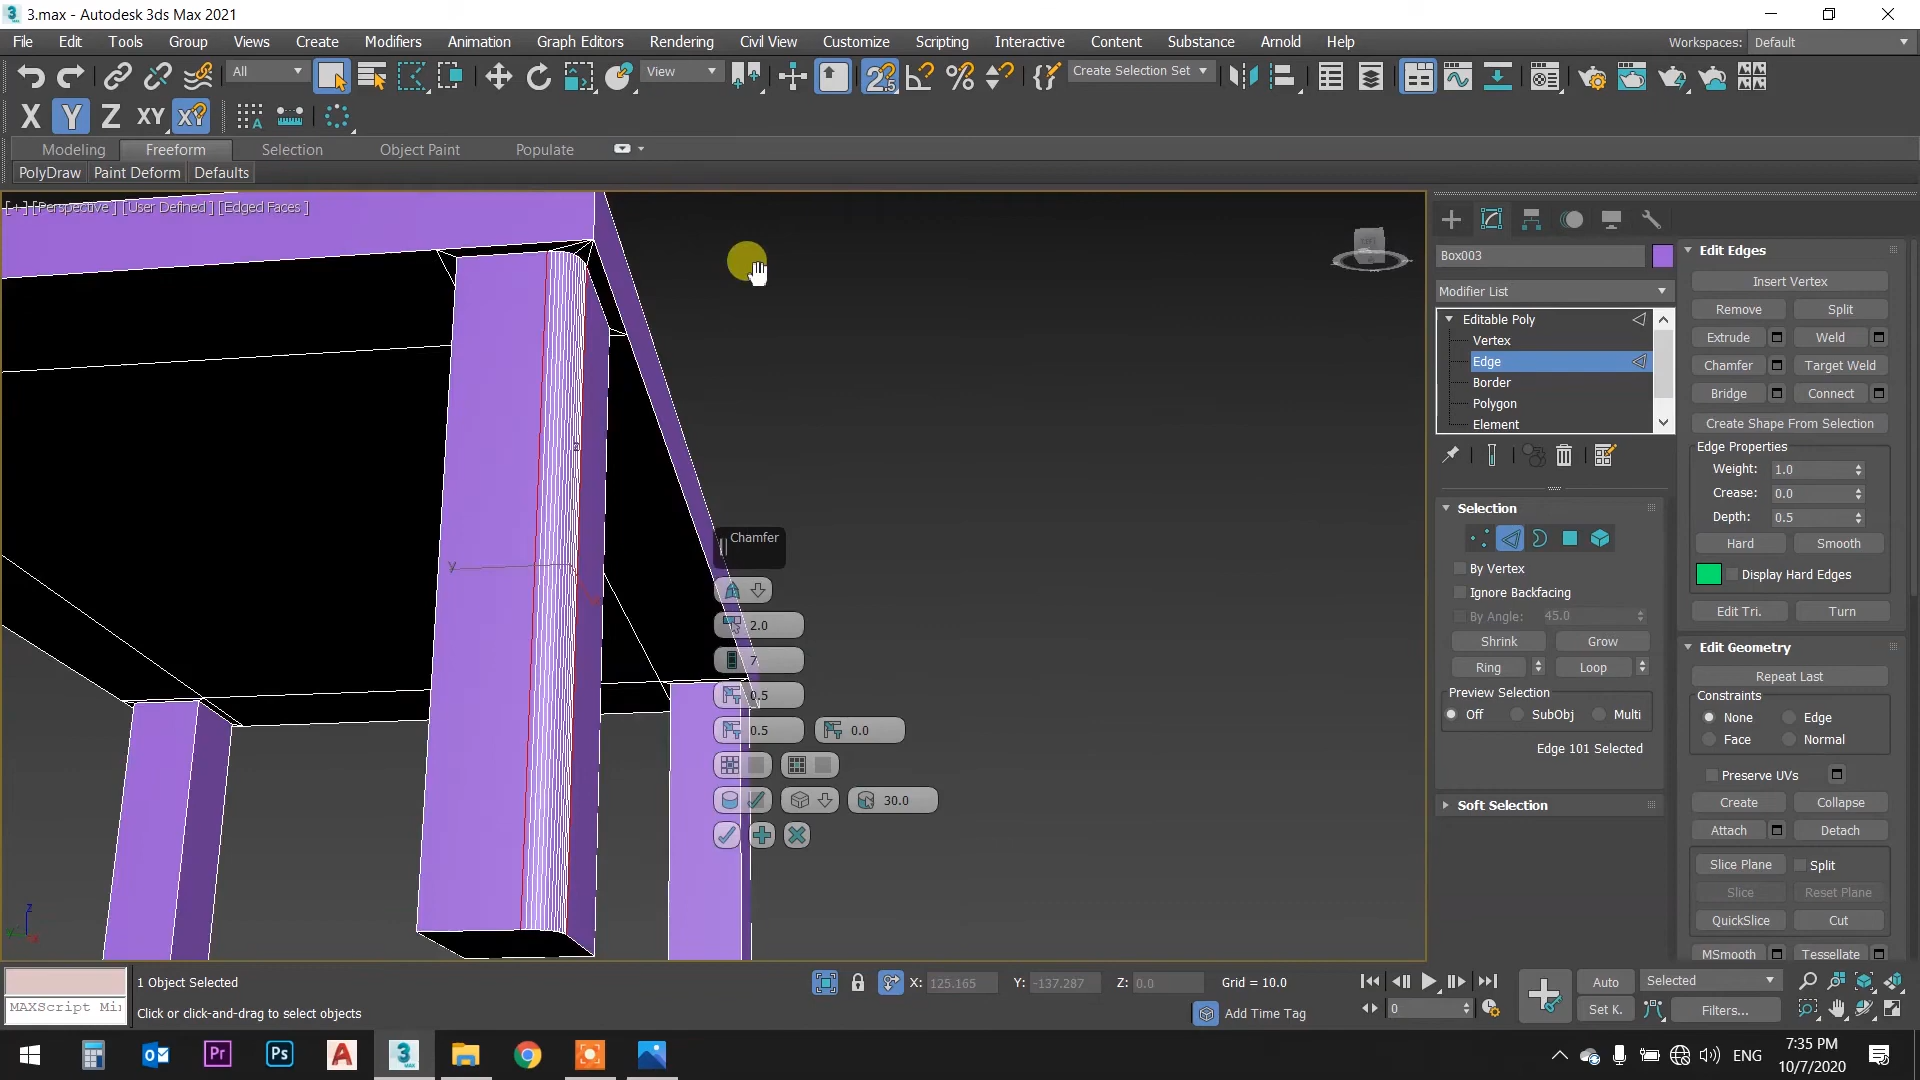 3.max - Autodesk 3ds Max 2021
File Edit Tools Group Views Create Modifiers Animation Graph Editors Rendering Civil View Customize Scripting Interactive Content Substance Arnold Help
Workspaces: Default
All View Create Selection Set
X Y Z XY XY
Modeling Freeform Selection Object Paint Populate
PolyDraw Paint Deform Defaults
[+] [Perspective ] [User Defined ] [Edged Faces ]
Box003
Modifier List
Editable Poly
Vertex
Edge
Border
Polygon
Element
Selection
By Vertex
Ignore Backfacing
By Angle: 45.0
Shrink Grow
Ring Loop
Preview Selection
Off SubObj Multi
Edge 101 Selected
Soft Selection
Edit Edges
Insert Vertex
Remove Split
Extrude Weld
Chamfer Target Weld
Bridge Connect
Create Shape From Selection
Edge Properties
Weight: 1.0
Crease: 0.0
Depth: 0.5
Hard Smooth
Display Hard Edges
Edit Tri. Turn
Edit Geometry
Repeat Last
Constraints
None Edge
Face Normal
Preserve UVs
Create Collapse
Attach Detach
Slice Plane Split
Slice Reset Plane
QuickSlice Cut
MSmooth Tessellate
Chamfer
2.0
7
0.5
0.5 0.0
30.0
y
z
MAXScript Mi
1 Object Selected
Click or click-and-drag to select objects
X: 125.165 Y: -137.287 Z: 0.0 Grid = 10.0
Add Time Tag
0
Auto Selected
Set K. Filters...
ENG
7:35 PM
10/7/2020